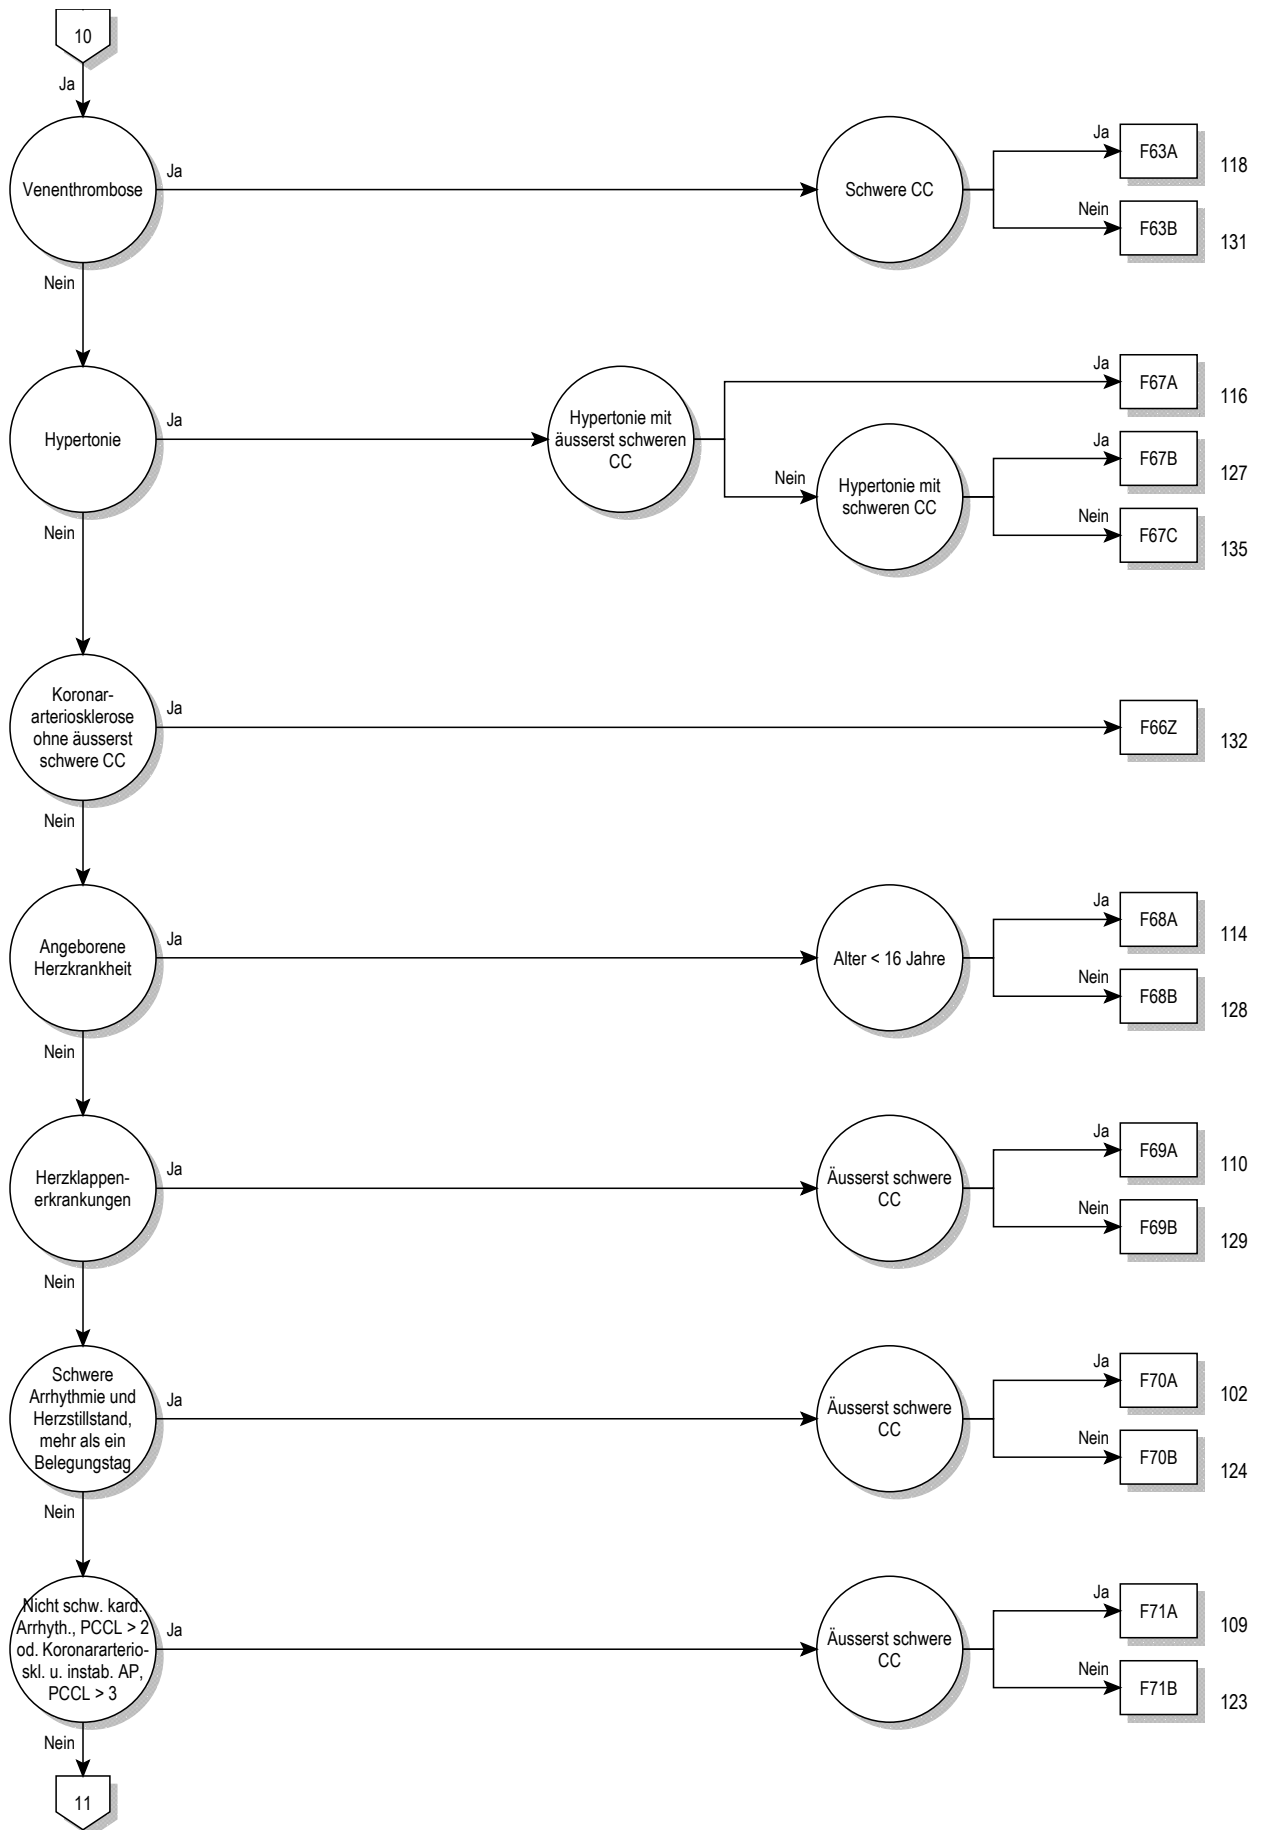 10
Ja
Venenthrombose
Ja
Schwere CC
Ja
F63A
118
Nein
F63B
131
Nein
Hypertonie
Ja
Hypertonie mit
äusserst schweren
CC
Ja
F67A
116
Nein
Hypertonie mit
schweren CC
Ja
F67B
127
Nein
F67C
135
Nein
Koronar-
arteriosklerose
ohne äusserst
schwere CC
Ja
F66Z
132
Nein
Angeborene
Herzkrankheit
Ja
Alter < 16 Jahre
Ja
F68A
114
Nein
F68B
128
Nein
Herzklappen-
erkrankungen
Ja
Äusserst schwere
CC
Ja
F69A
110
Nein
F69B
129
Nein
Schwere
Arrhythmie und
Herzstillstand,
mehr als ein
Belegungstag
Ja
Äusserst schwere
CC
Ja
F70A
102
Nein
F70B
124
Nein
Nicht schw. kard.
Arrhyth., PCCL > 2
od. Koronararterio-
skl. u. instab. AP,
PCCL > 3
Ja
Äusserst schwere
CC
Ja
F71A
109
Nein
F71B
123
Nein
11